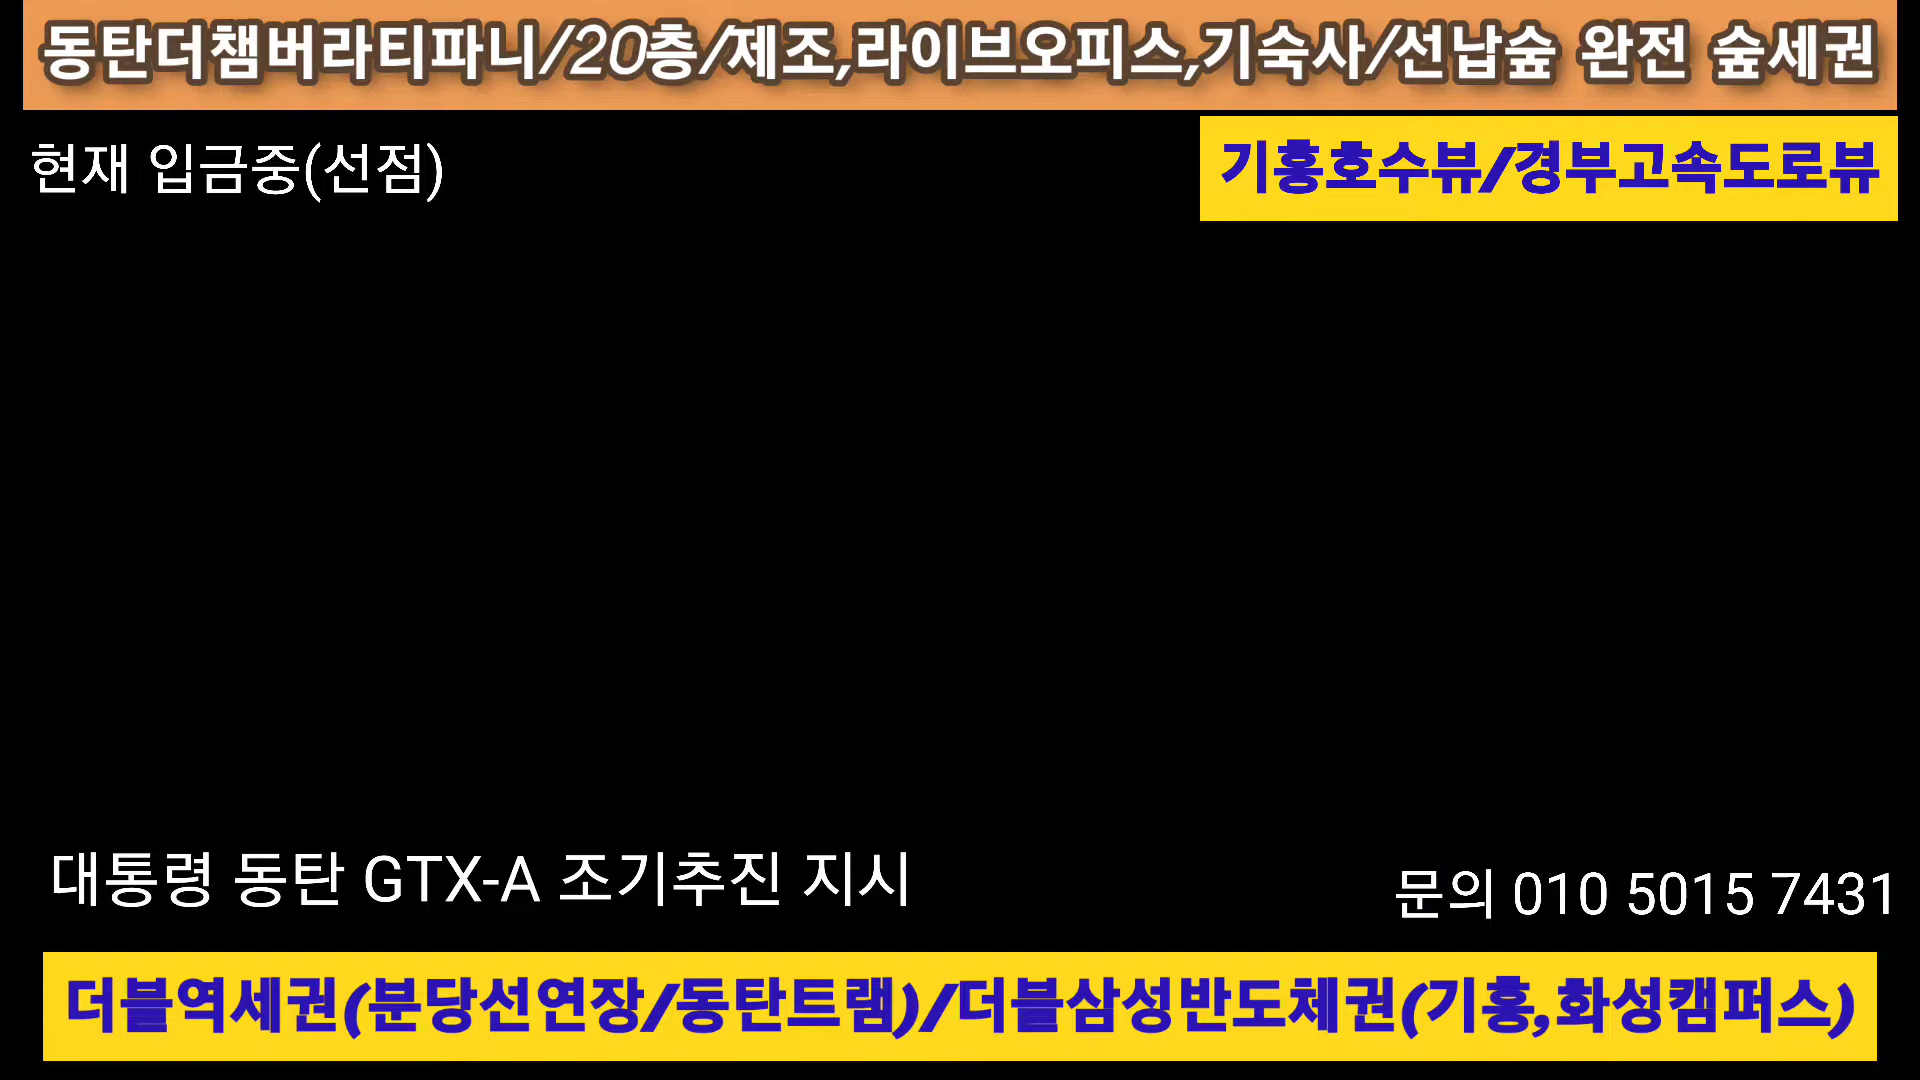 동탄더챔버라티파니/20층/제조,라이브오피스,기숙사/선납숲 완전 숲세권
현재 입금중(선점)
기흥호수뷰/경부고속도로뷰
대통령 동탄 GTX-A 조기추진 지시
문의 010 5015 7431
더블역세권(분당선연장/동탄트램)/더블삼성반도체권(기흥,화성캠퍼스)